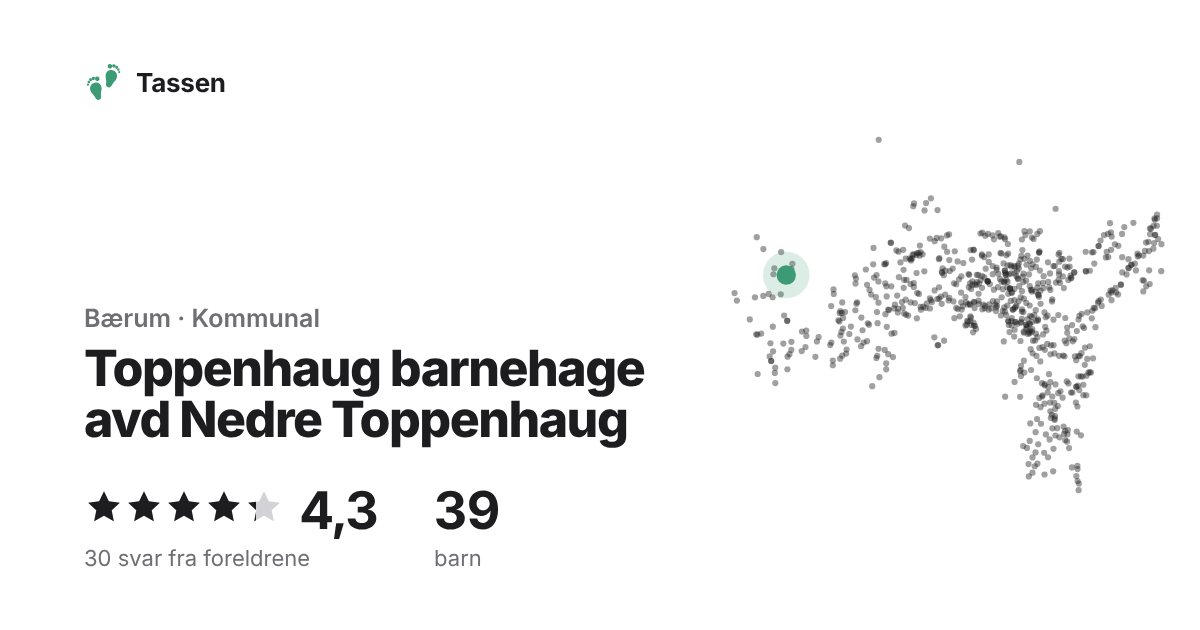 Tassen
Bærum · Kommunal
Toppenhaug barnehage
avd Nedre Toppenhaug
4,3
39
30 svar fra foreldrene
barn